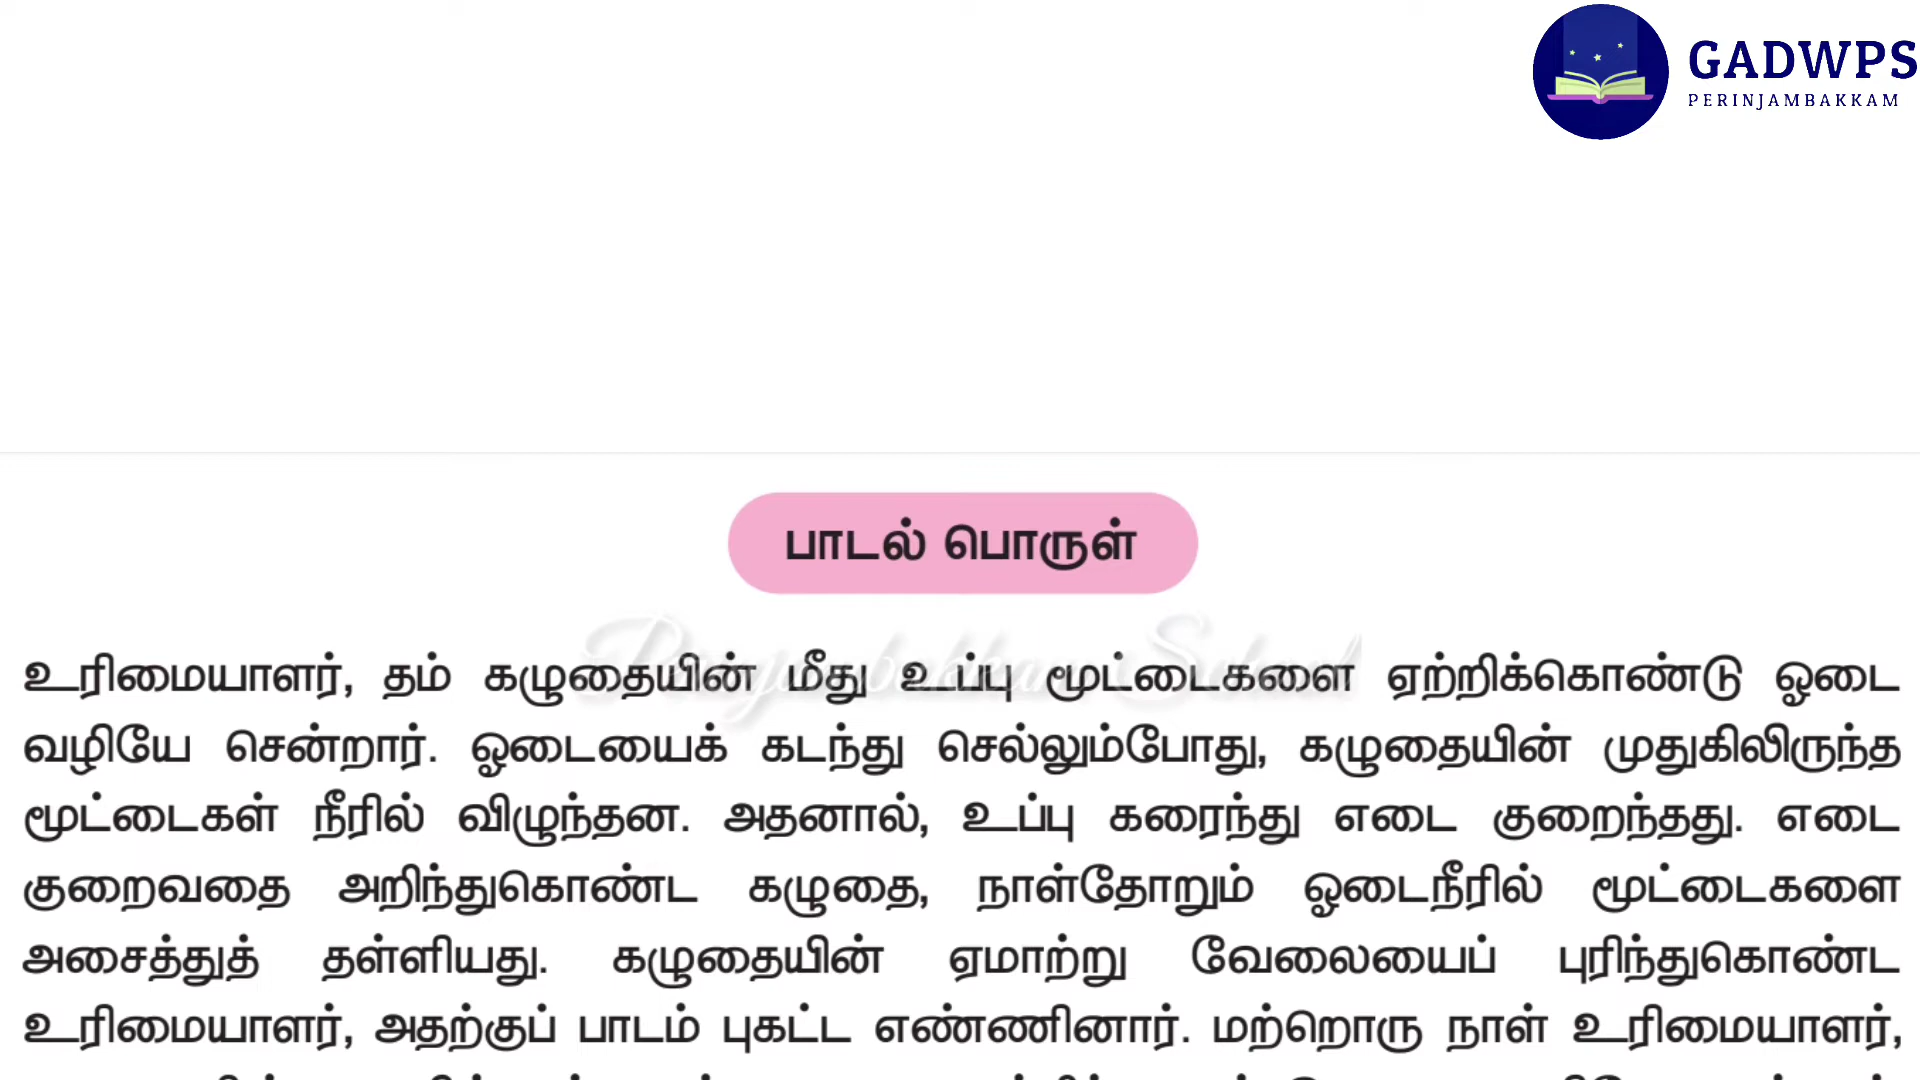 GADWPS
PERINJAMBAKKAM
பாடல் பொருள்
Perinjambakkam School
உரிமையாளர், தம் கழுதையின் மீது உப்பு மூட்டைகளை ஏற்றிக்கொண்டு ஓடை
வழியே சென்றார். ஓடையைக் கடந்து செல்லும்போது, கழுதையின் முதுகிலிருந்த
மூட்டைகள் நீரில் விழுந்தன. அதனால், உப்பு கரைந்து எடை குறைந்தது. எடை
குறைவதை அறிந்துகொண்ட கழுதை, நாள்தோறும் ஓடைநீரில் மூட்டைகளை
அசைத்துத் தள்ளியது. கழுதையின் ஏமாற்று வேலையைப் புரிந்துகொண்ட
உரிமையாளர், அதற்குப் பாடம் புகட்ட எண்ணினார். மற்றொரு நாள் உரிமையாளர்,